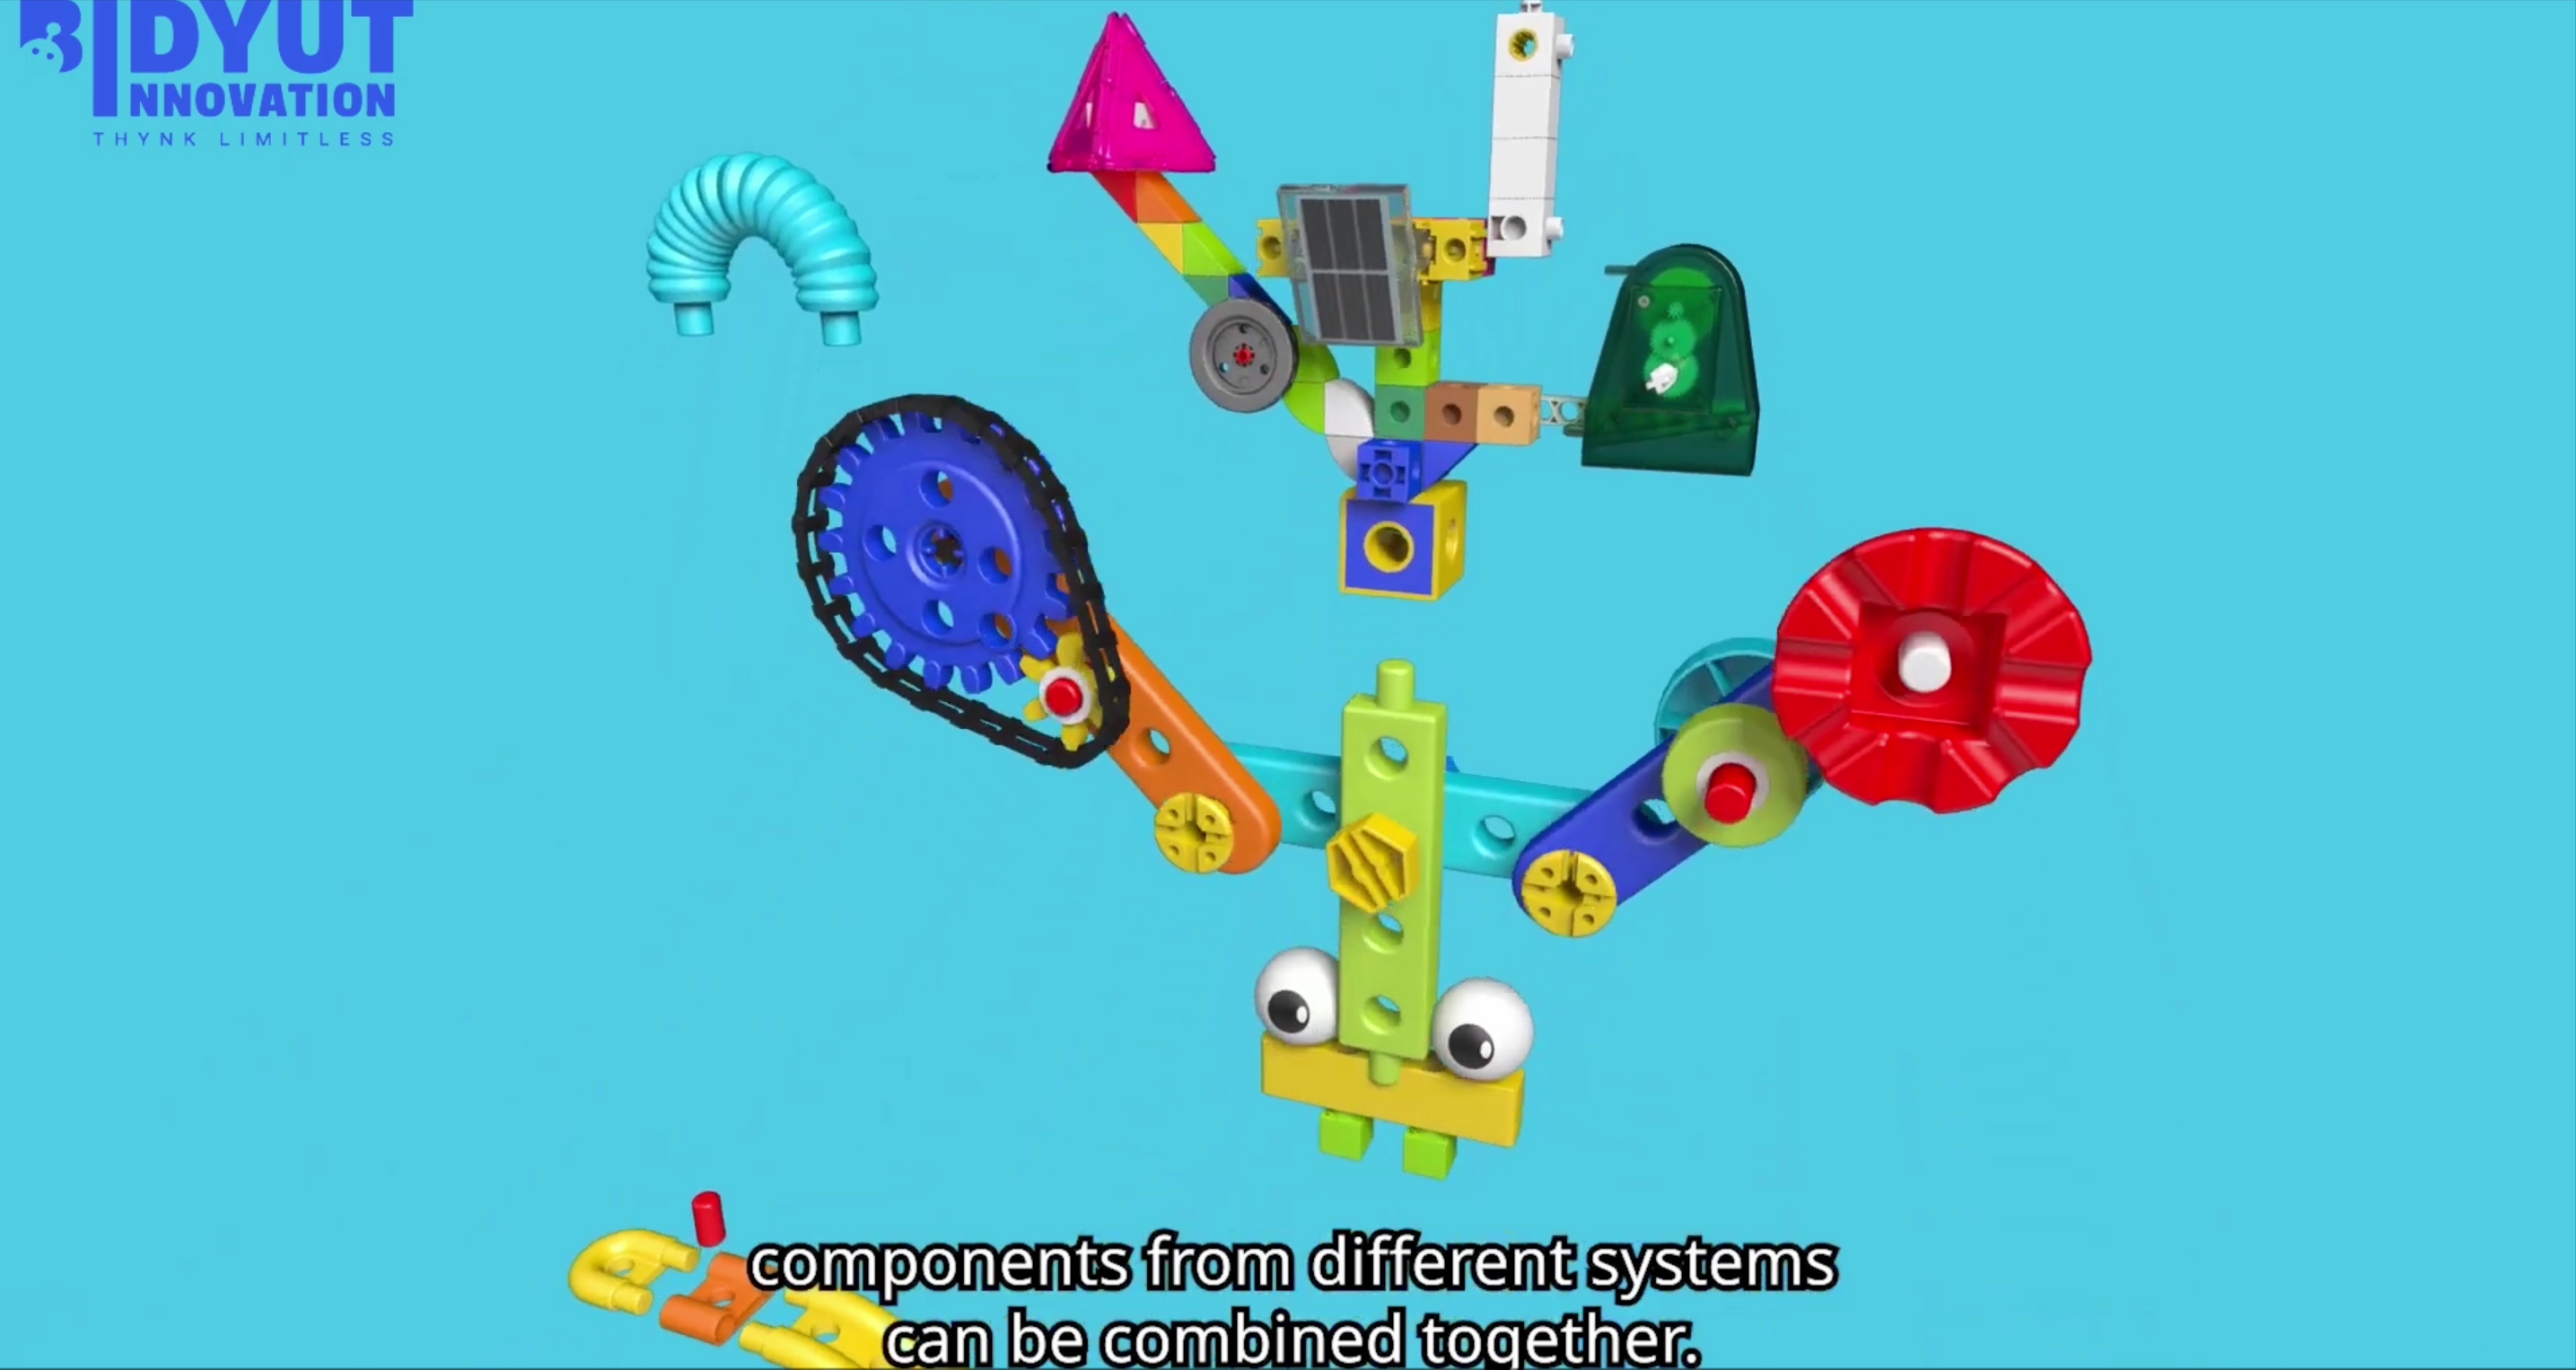 BIDYUT
INNOVATION
THYNK LIMITLESS
components from different systems
can be combined together.